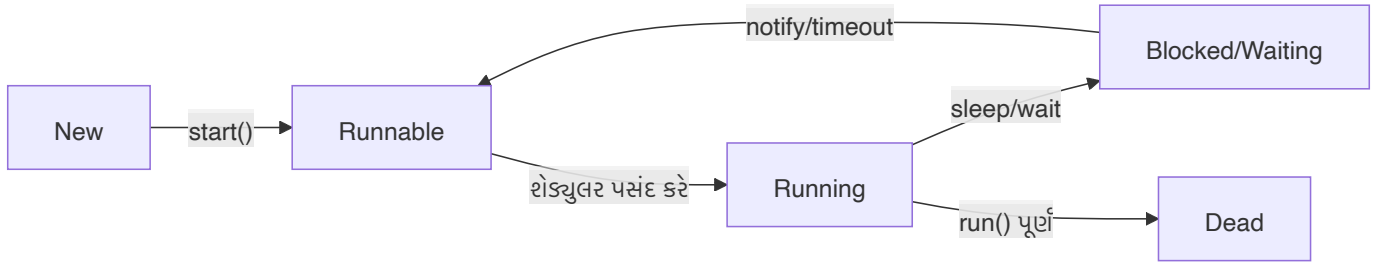 notify/timeout
Blocked/Waiting
New
start()
Runnable
sleep/wait
શેડ્યુલર પસંદ કરે
Running
run() પૂર્ણ
Dead